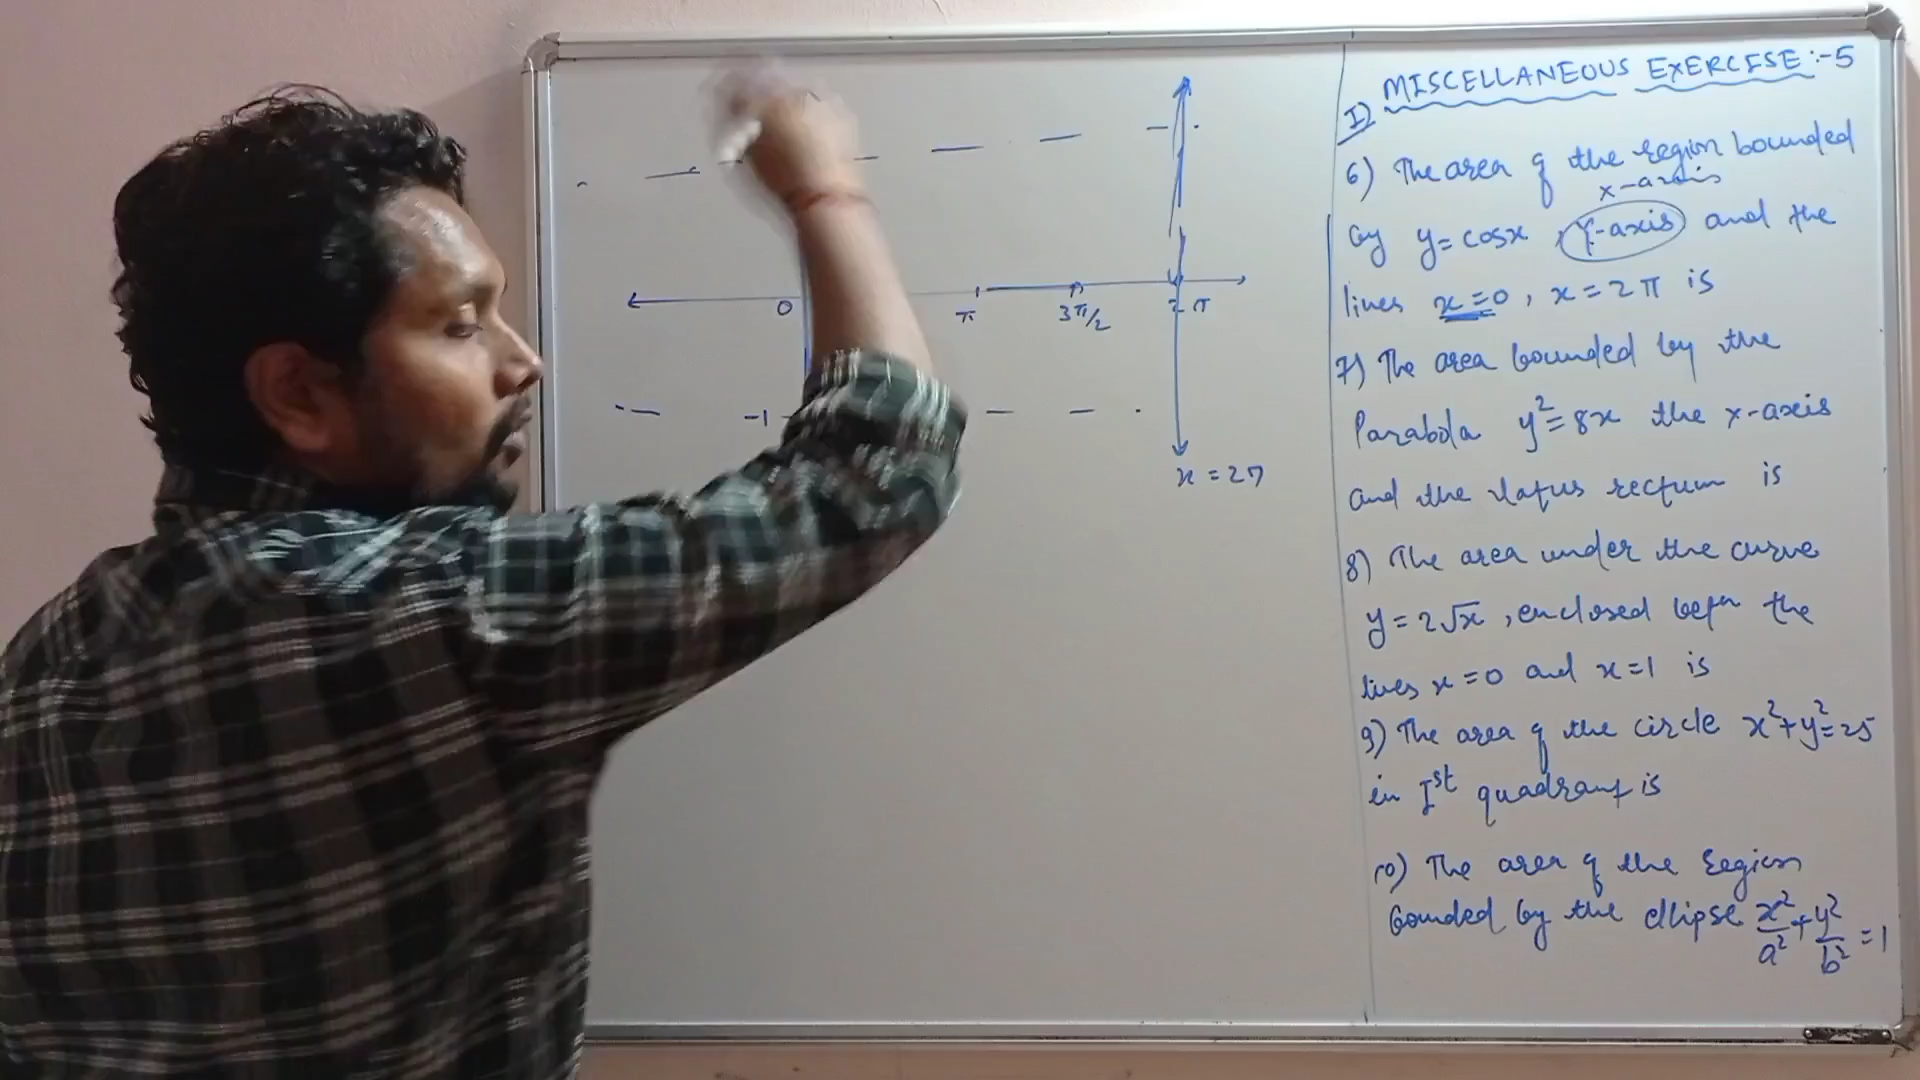 0
π
3π/2
2π
-1
x = 2π
MISCELLANEOUS EXERCISE :-5
I)
6) The area of the region bounded
x-axis
by y= cosx , Y-axis and the
lines x=0, x=2π is
7) The area bounded by the
Parabola y²=8x the x-axis
and the latus rectum is
8) The area under the curve
y=2√x, enclosed betn the
lines x=0 and x=1 is
9) The area of the circle x²+y²=25
in Ist quadrant is
10) The area of the region
bounded by the ellipse x²/a²+y²/b²=1